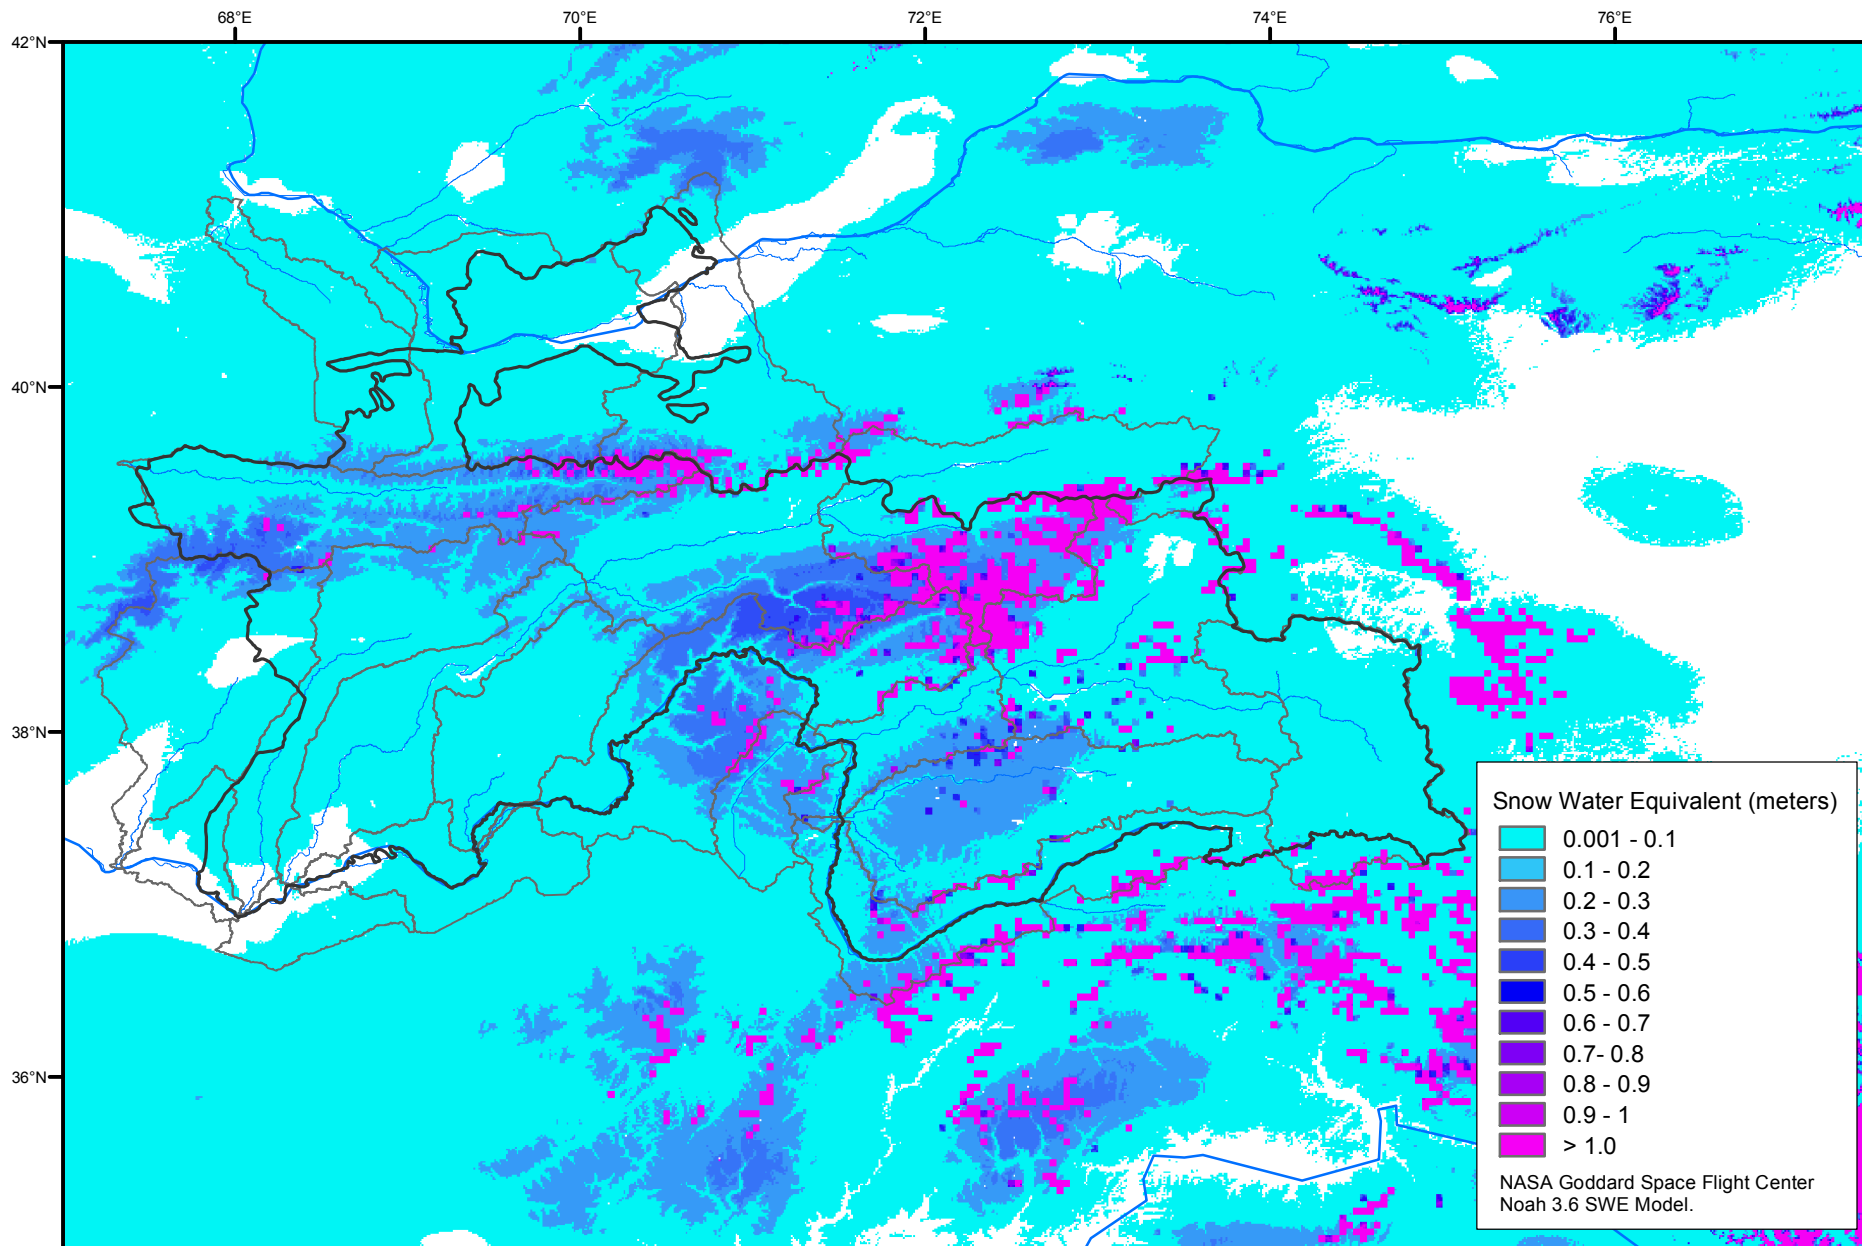 68°E 70°E 72°E 74°E 76°E
42°N
40°N
38°N
36°N
Snow Water Equivalent (meters)
0.001 - 0.1
0.1 - 0.2
0.2 - 0.3
0.3 - 0.4
0.4 - 0.5
0.5 - 0.6
0.6 - 0.7
0.7- 0.8
0.8 - 0.9
0.9 - 1
> 1.0
NASA Goddard Space Flight Center
Noah 3.6 SWE Model.